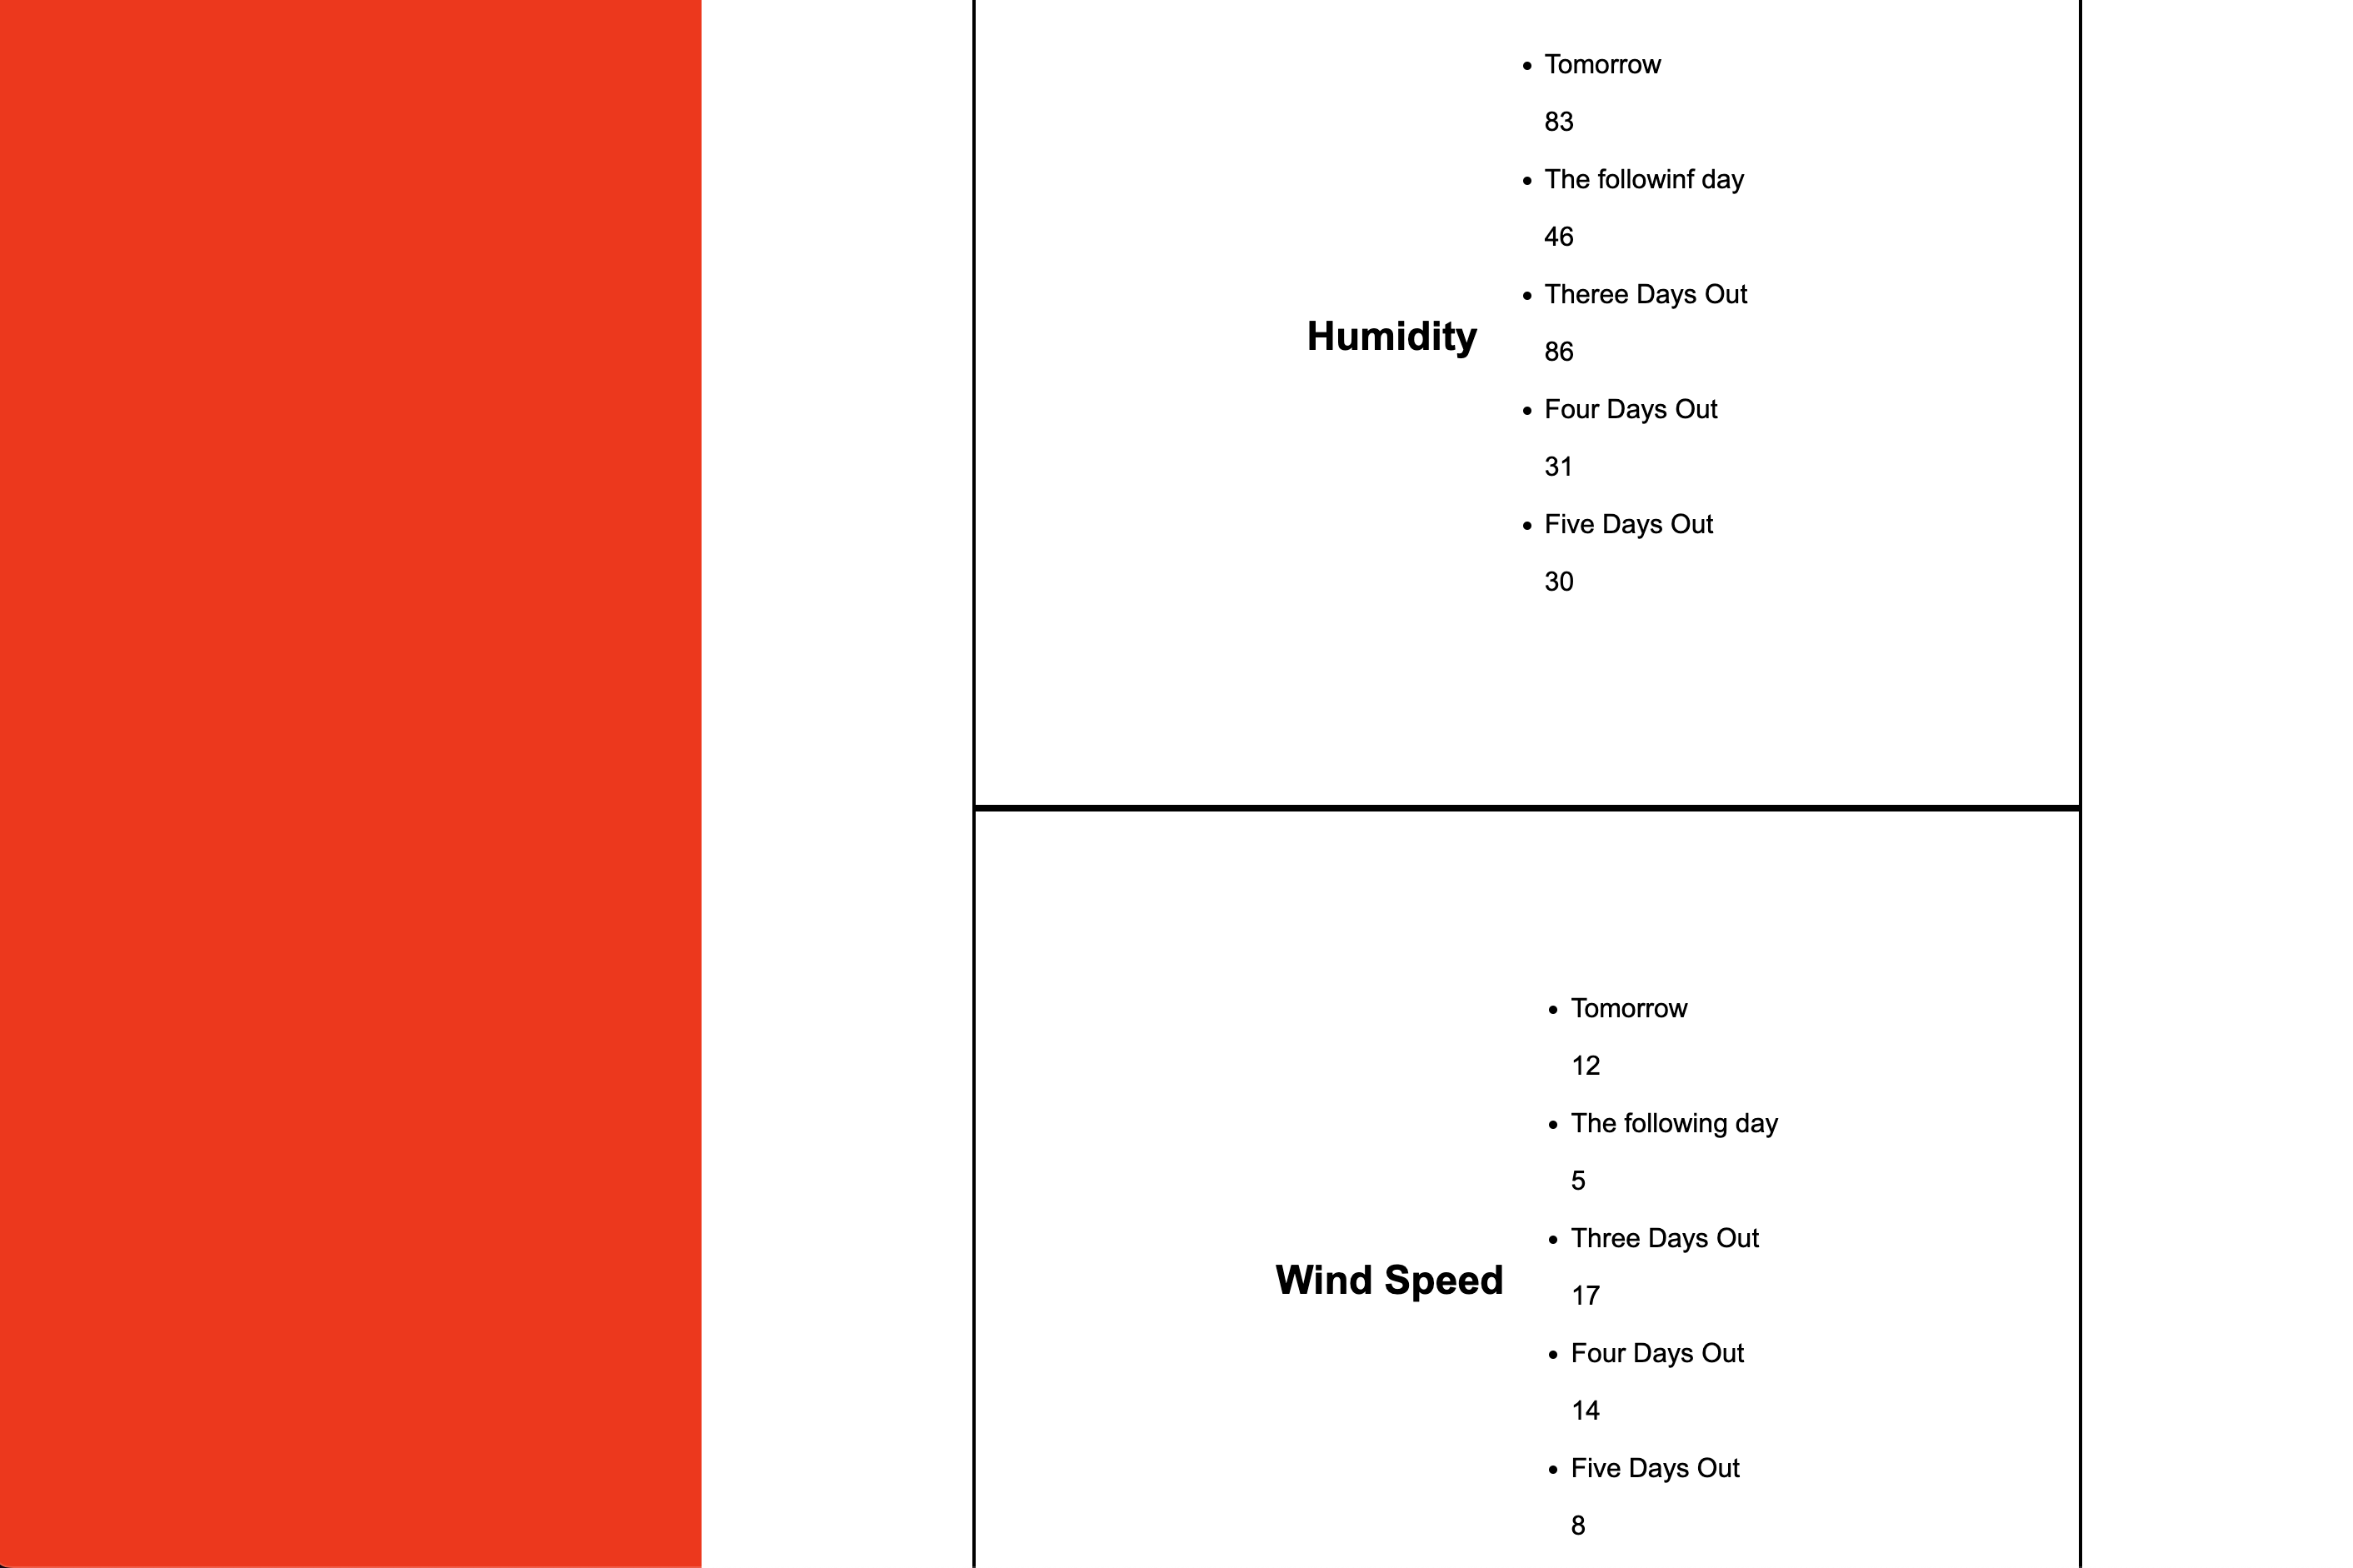 Humidity
Tomorrow
83
The followinf day
46
Theree Days Out
86
Four Days Out
31
Five Days Out
30
Wind Speed
Tomorrow
12
The following day
5
Three Days Out
17
Four Days Out
14
Five Days Out
8